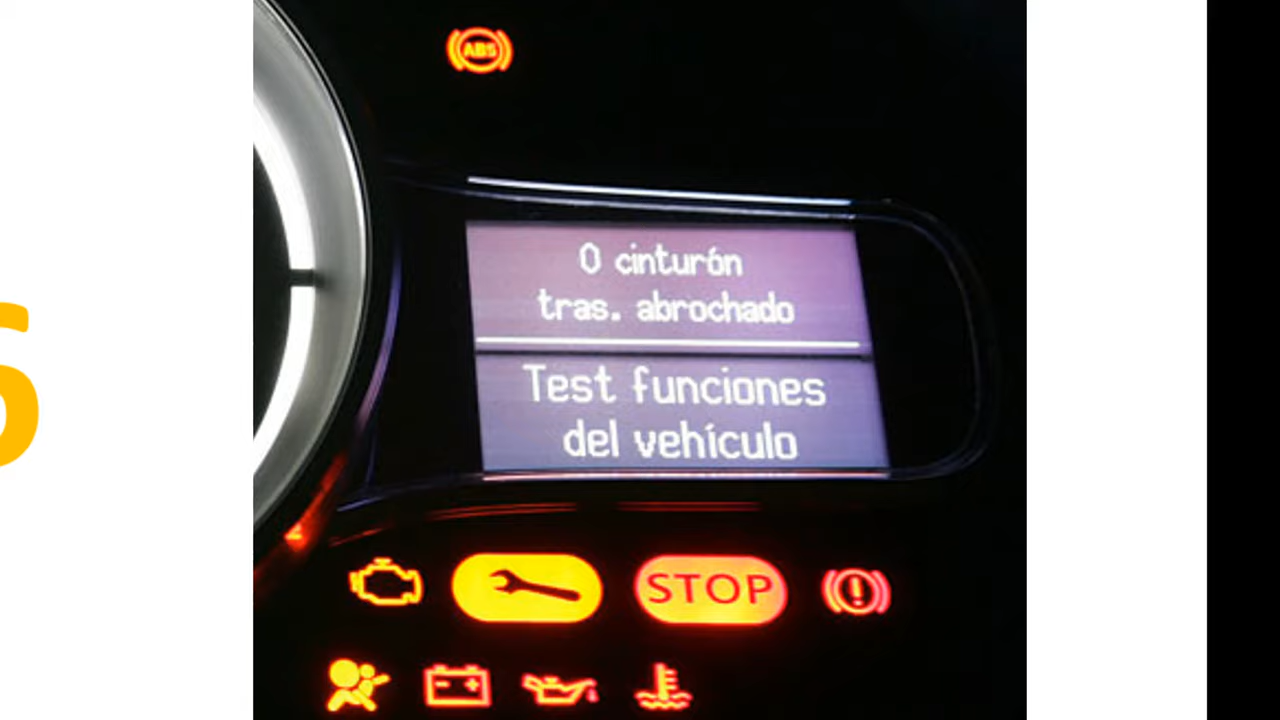 ABS
0 cinturón
tras. abrochado
Test funciones
del vehículo
STOP